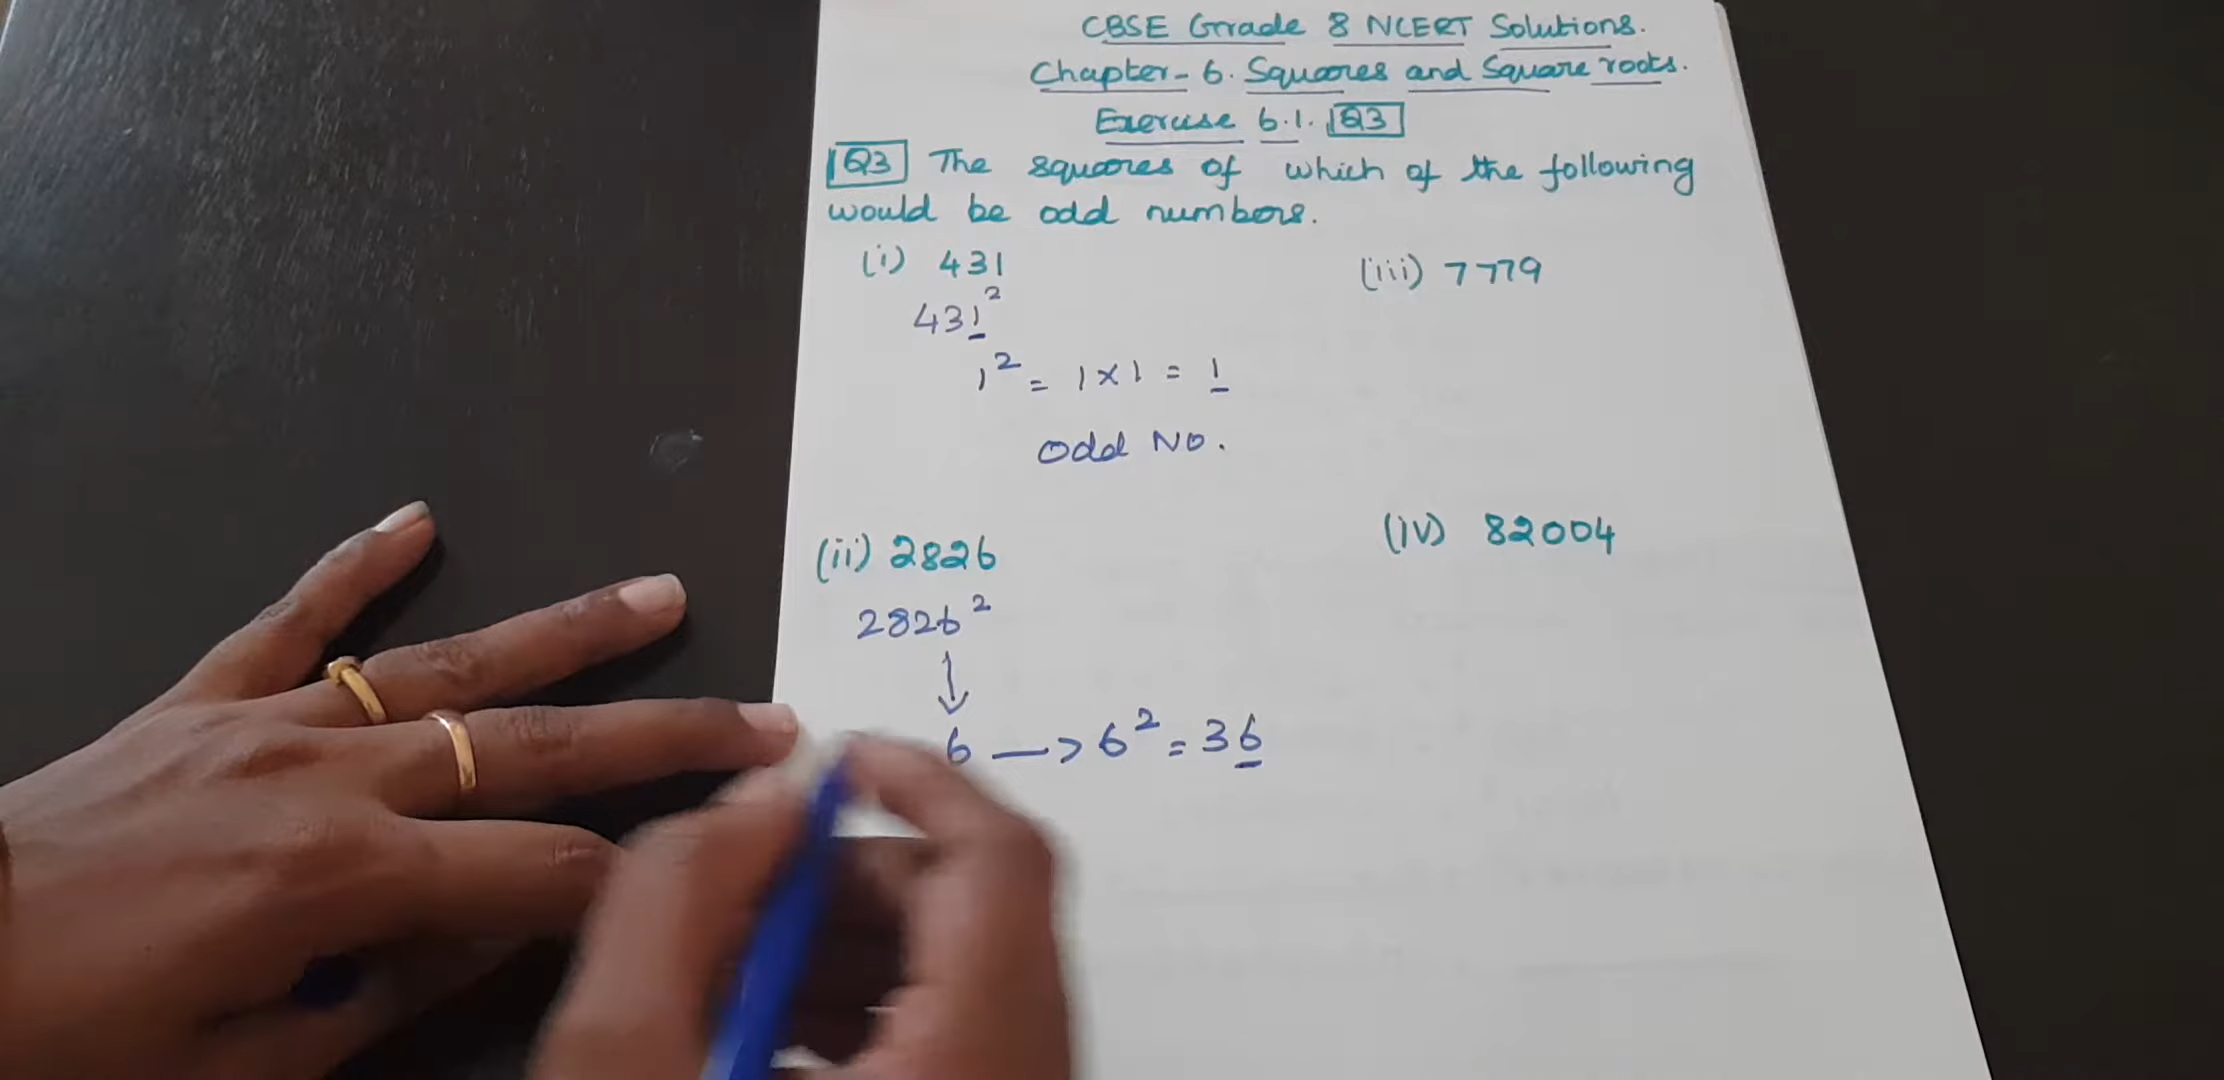 CBSE Grade 8 NCERT Solutions.
Chapter - 6. Squares and Square roots.
Exercise 6.1. Q3
Q3 The squares of which of the following
would be odd numbers.
(i) 431
431²
1² = 1 × 1 = 1
Odd No.
(ii) 2826
2826²
↓
6 —> 6² = 36
(iii) 7779
(iv) 82004